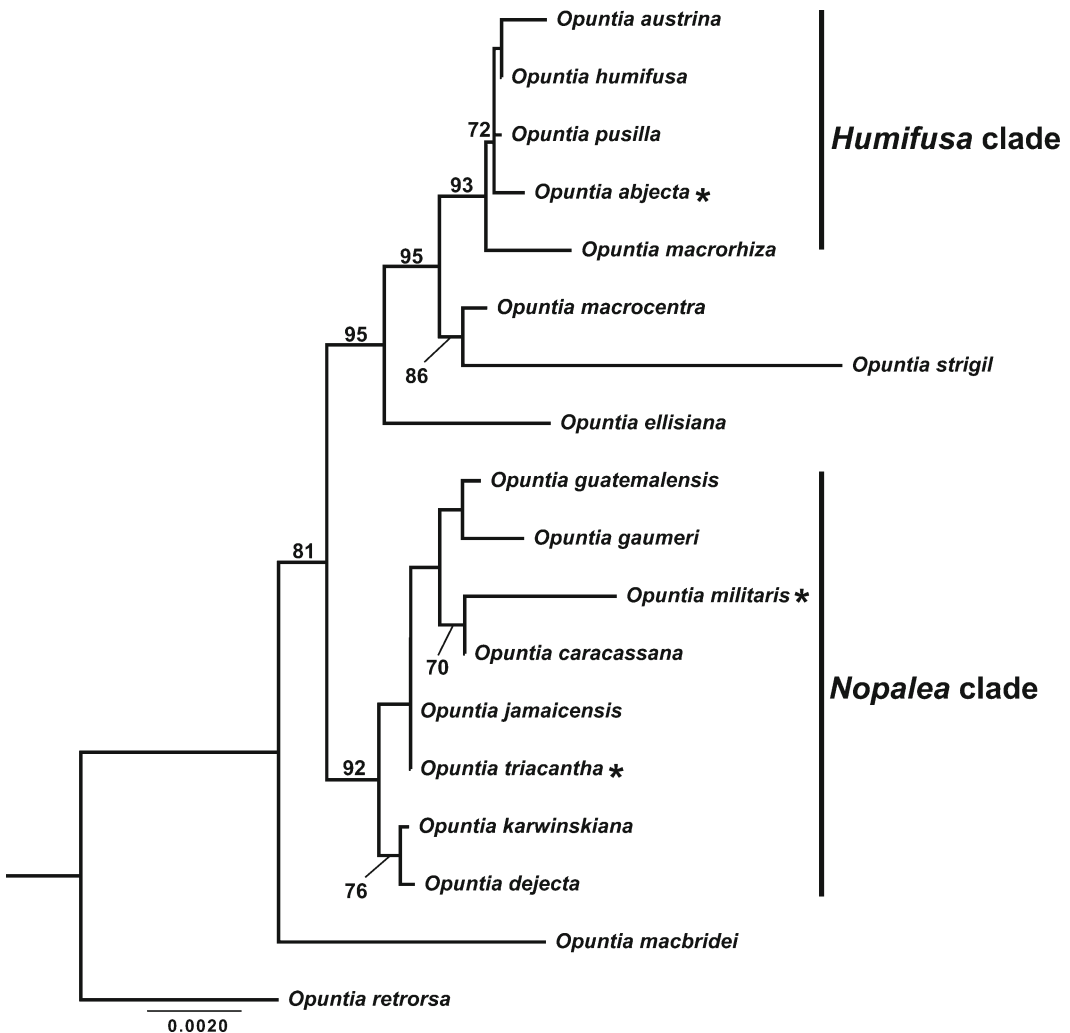 Opuntia austrina
Opuntia humifusa
72
Opuntia pusilla
Humifusa clade
93
Opuntia abjecta *
95
Opuntia macrorhiza
Opuntia macrocentra
95
86
Opuntia strigil
Opuntia ellisiana
Opuntia guatemalensis
Opuntia gaumeri
81
Opuntia militaris *
70
Opuntia caracassana
Nopalea clade
Opuntia jamaicensis
92
Opuntia triacantha *
Opuntia karwinskiana
76
Opuntia dejecta
Opuntia macbridei
Opuntia retrorsa
0.0020